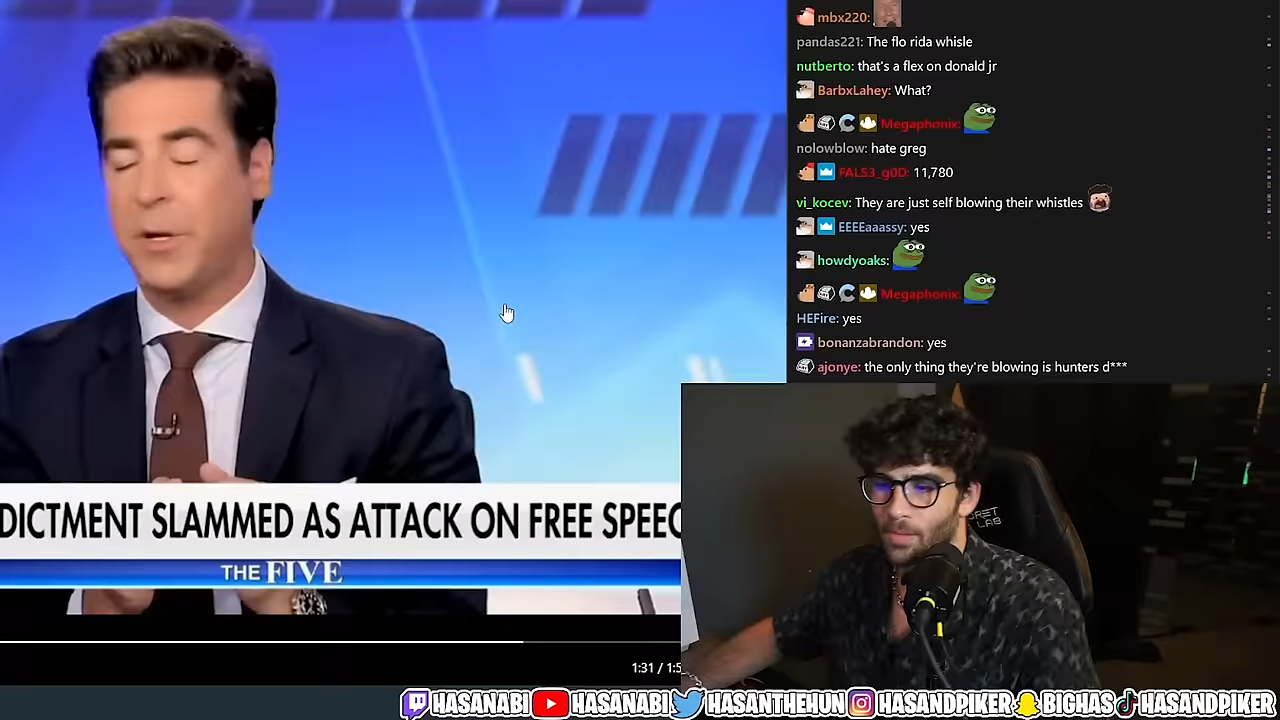 mbx220:
pandas221: The flo rida whisle
nutberto: that's a flex on donald jr
BarbxLahey: What?
Megaphonix:
nolowblow: hate greg
FALS3_g0D: 11,780
vi_kocev: They are just self blowing their whistles
EEEEaaassy: yes
howdyoaks:
Megaphonix:
HEFire: yes
bonanzabrandon: yes
ajonye: the only thing they're blowing is hunters d***
DICTMENT SLAMMED AS ATTACK ON FREE SPEEC
THE FIVE
1:31 / 1:5
LAB
HASANABI HASANABI HASANTHEHUN HASANDPIKER BIGHAS HASANDPIKER